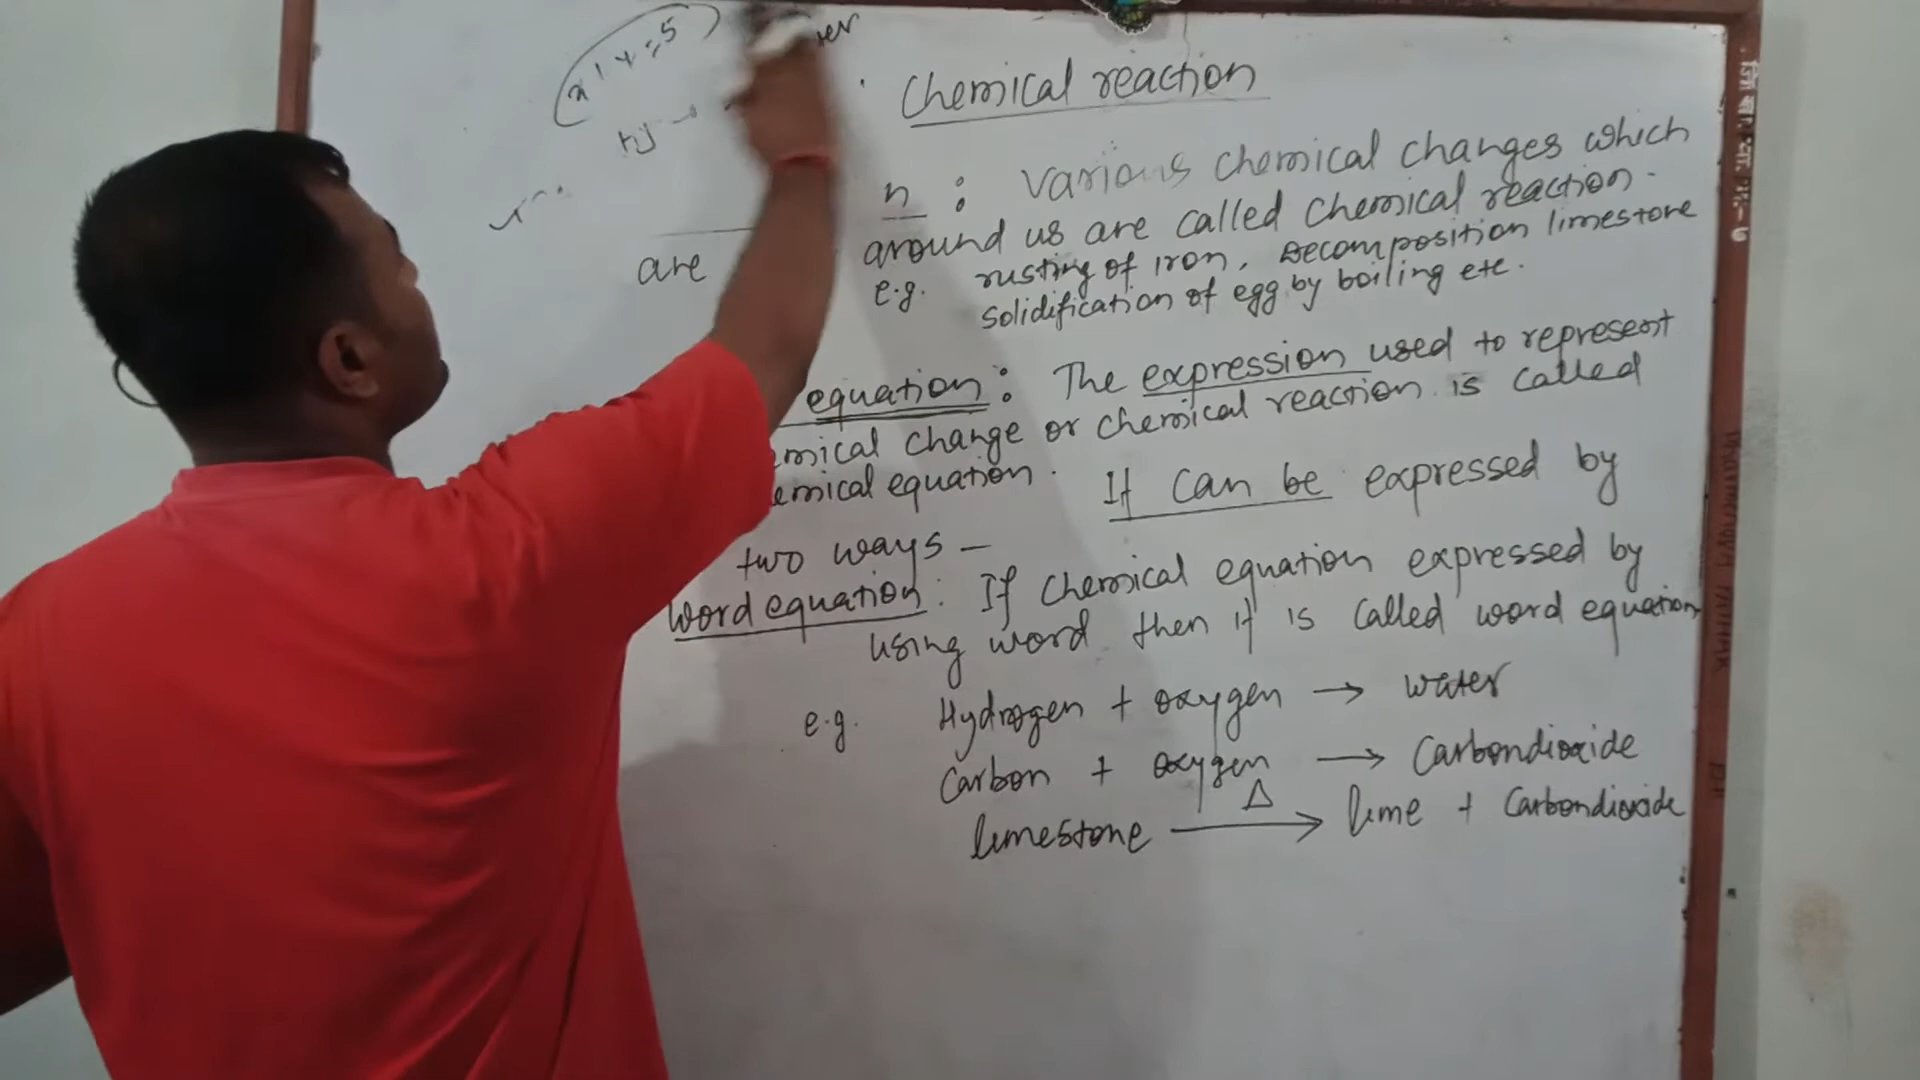 x + y = 5
er
Chemical reaction
n : Various chemical changes which
are around us are called chemical reaction.
e.g. rusting of iron, Decomposition limestone
solidification of egg by boiling etc.
equation : The expression used to represent
emical change or chemical reaction is called
emical equation. It can be expressed by
two ways —
word equation : If chemical equation expressed by
using word then it is called word equation
e.g. Hydrogen + oxygen → water
Carbon + oxygen → Carbondioxide
Δ
limestone → lime + Carbondioxide